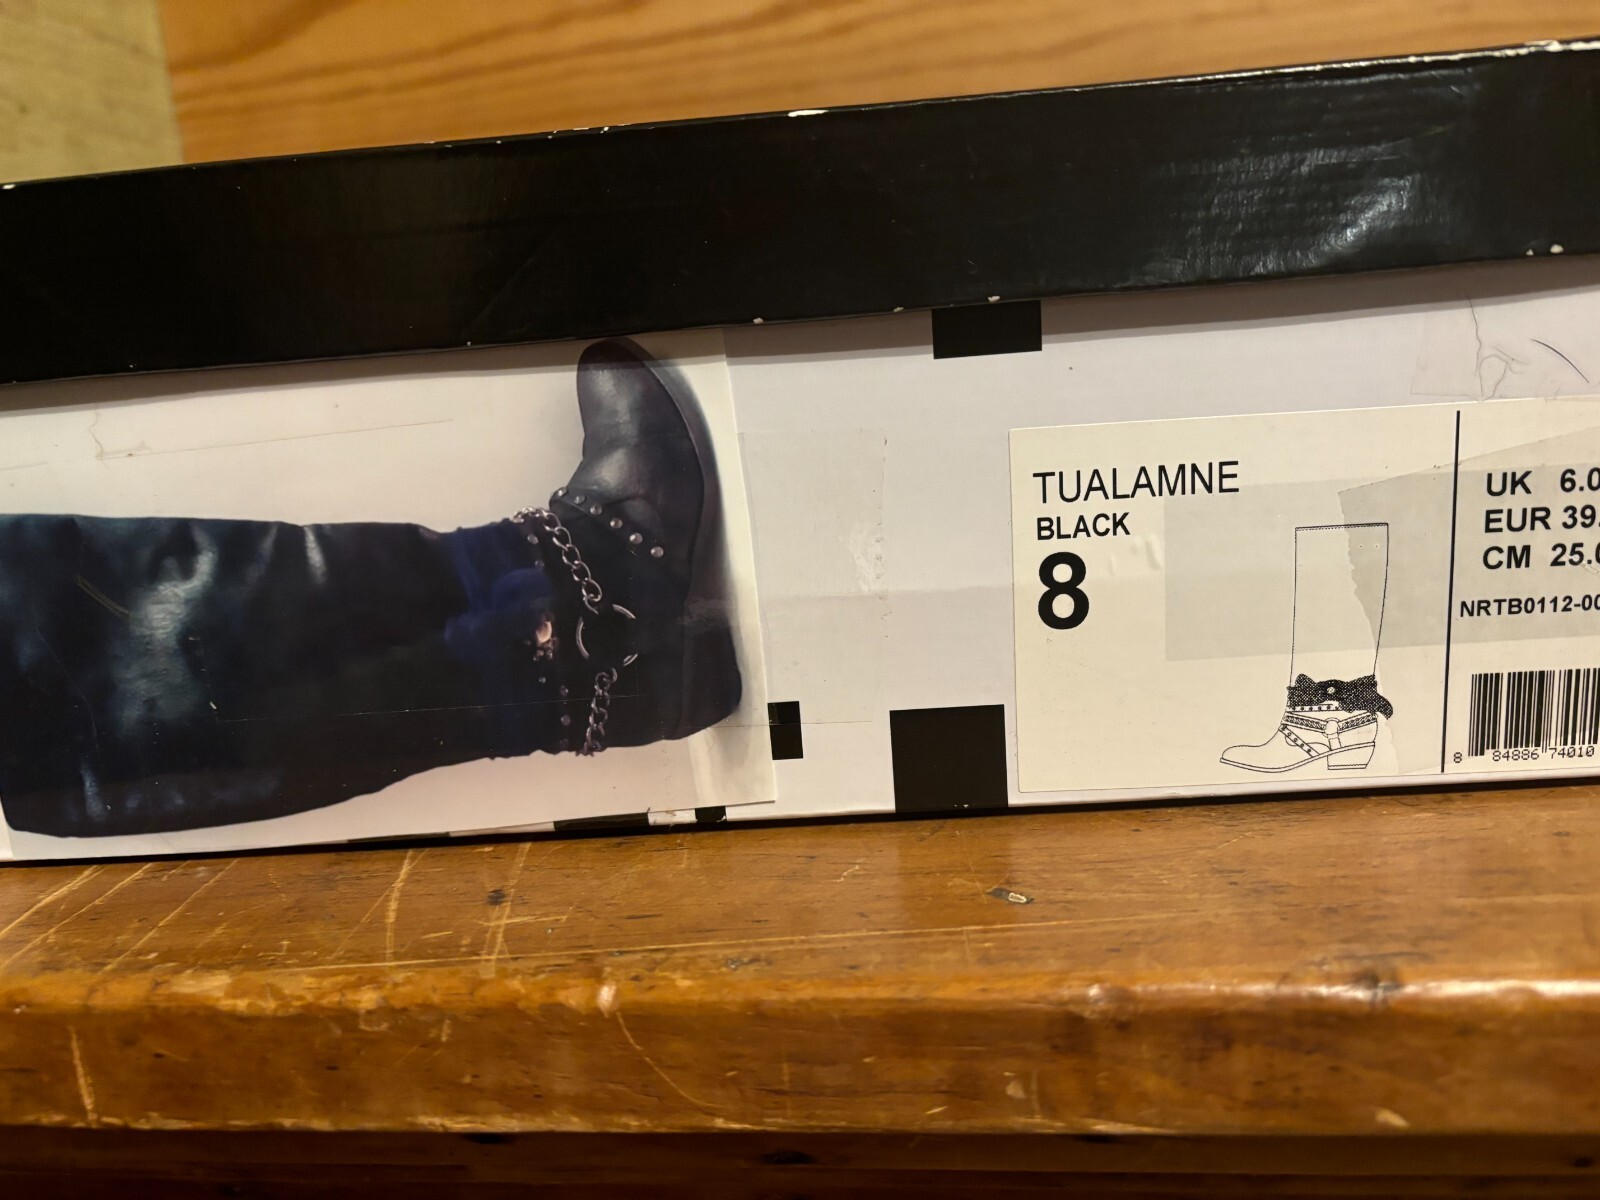 TUALAMNE
BLACK
8
UK 6.0
EUR 39.
CM 25.0
NRTB0112-00
8 84886 74010